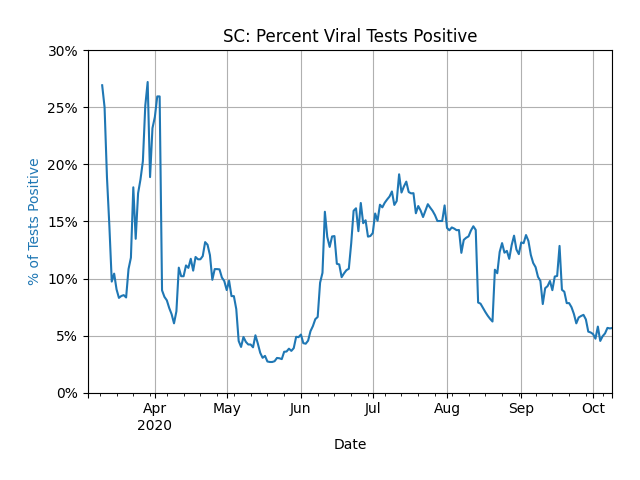 SC: Percent Viral Tests Positive
30%
25%
20%
15%
10%
5%
0%
% of Tests Positive
Apr May Jun Jul Aug Sep Oct
2020
Date